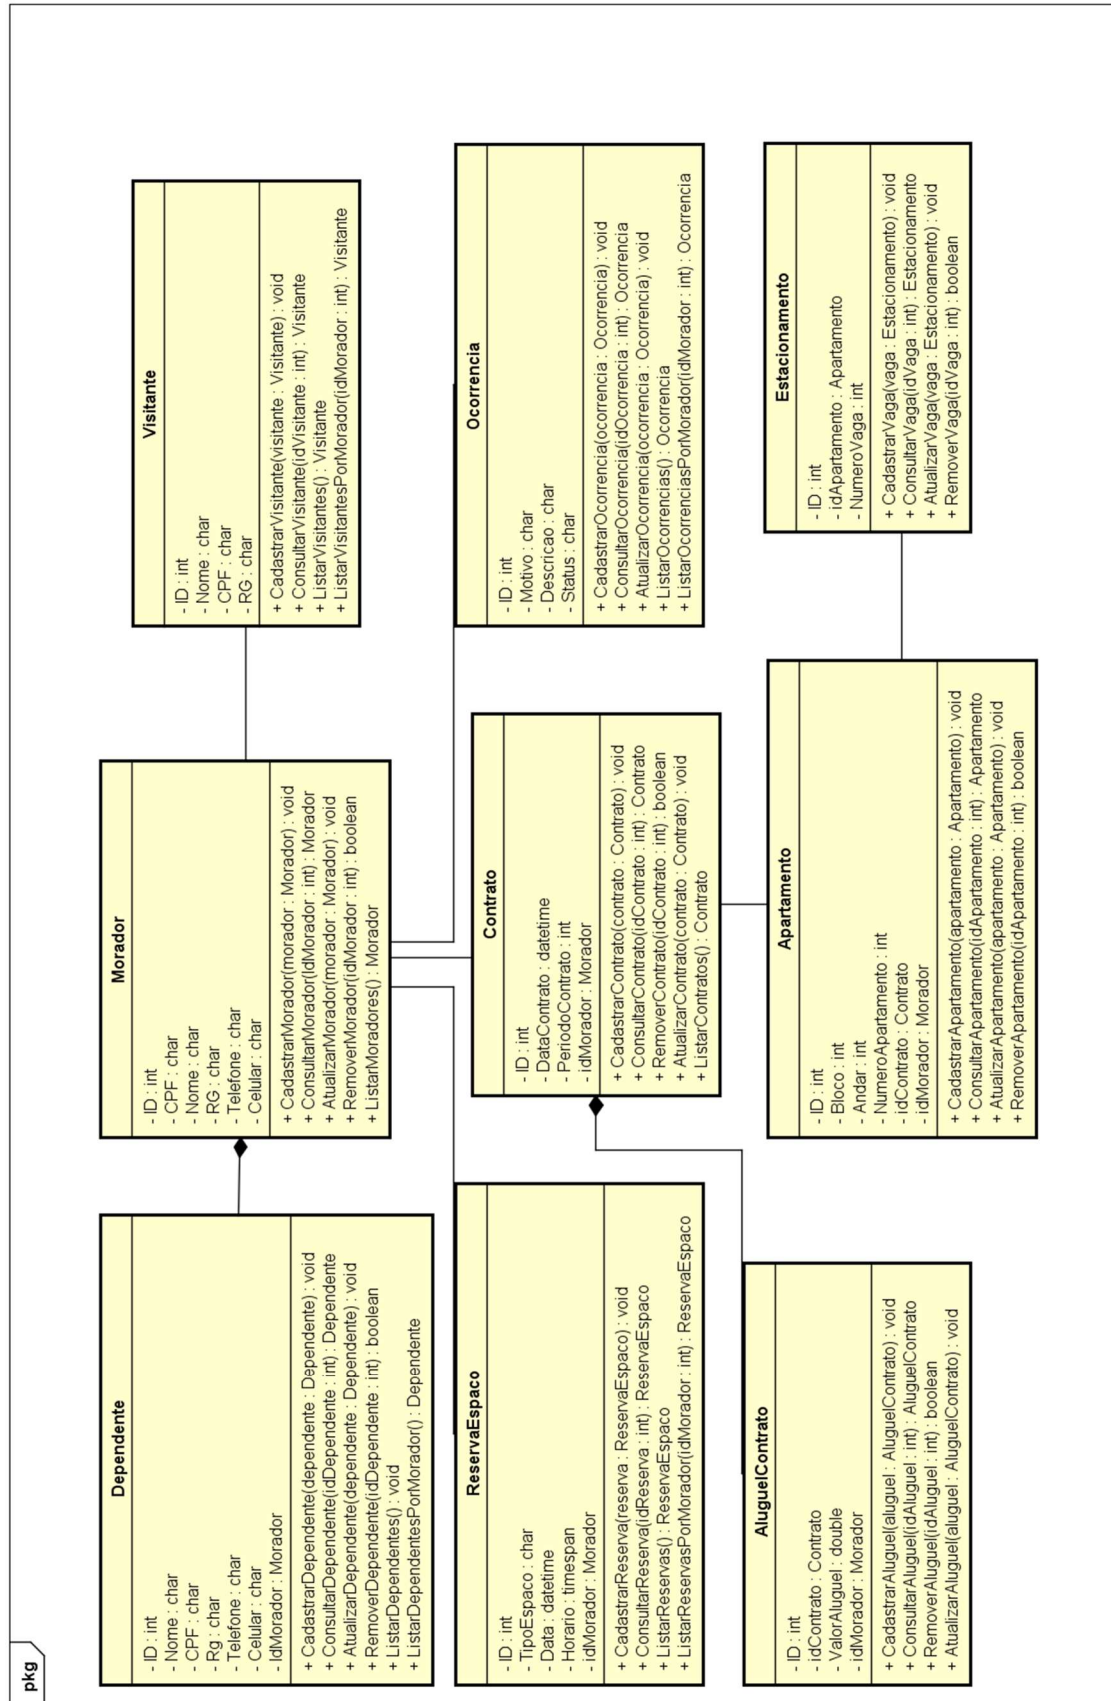 pkg
Dependente
- ID : int
- Nome : char
- CPF : char
- Rg : char
- Telefone : char
- Celular : char
- IdMorador : Morador
+ CadastrarDependente(dependente : Dependente) : void
+ ConsultarDependente(idDependente : int) : Dependente
+ AtualizarDependente(dependente : Dependente) : void
+ RemoverDependente(idDependente : int) : boolean
+ ListarDependentes() : void
+ ListarDependentesPorMorador() : Dependente
Morador
- ID : int
- CPF : char
- Nome : char
- RG : char
- Telefone : char
- Celular : char
+ CadastrarMorador(morador : Morador) : void
+ ConsultarMorador(IdMorador : int) : Morador
+ AtualizarMorador(morador : Morador) : void
+ RemoverMorador(idMorador : int) : boolean
+ ListarMoradores() : Morador
Visitante
- ID : int
- Nome : char
- CPF : char
- RG : char
+ CadastrarVisitante(visitante : Visitante) : void
+ ConsultarVisitante(idVisitante : int) : Visitante
+ ListarVisitantes() : Visitante
+ ListarVisitantesPorMorador(idMorador : int) : Visitante
ReservaEspaco
- ID : int
- TipoEspaco : char
- Data : datetime
- Horario : timespan
- idMorador : Morador
+ CadastrarReserva(reserva : ReservaEspaco) : void
+ ConsultarReserva(idReserva : int) : ReservaEspaco
+ ListarReservas() : ReservaEspaco
+ ListarReservasPorMorador(idMorador : int) : ReservaEspaco
Contrato
- ID : int
- DataContrato : datetime
- PeriodoContrato : int
- idMorador : Morador
+ CadastrarContrato(contrato : Contrato) : void
+ ConsultarContrato(idContrato : int) : Contrato
+ RemoverContrato(idContrato : int) : boolean
+ AtualizarContrato(contrato : Contrato) : void
+ ListarContratos() : Contrato
Ocorrencia
- ID : int
- Motivo : char
- Descricao : char
- Status : char
+ CadastrarOcorrencia(ocorrencia : Ocorrencia) : void
+ ConsultarOcorrencia(idOcorrencia : int) : Ocorrencia
+ AtualizarOcorrencia(ocorrencia : Ocorrencia) : void
+ ListarOcorrencias() : Ocorrencia
+ ListarOcorrenciasPorMorador(idMorador : int) : Ocorrencia
AluguelContrato
- ID : int
- idContrato : Contrato
- ValorAluguel : double
- idMorador : Morador
+ CadastrarAluguel(aluguel : AluguelContrato) : void
+ ConsultarAluguel(idAluguel : int) : AluguelContrato
+ RemoverAluguel(idAluguel : int) : boolean
+ AtualizarAluguel(aluguel : AluguelContrato) : void
Apartamento
- ID : int
- Bloco : int
- Andar : int
- NumeroApartamento : int
- idContrato : Contrato
- idMorador : Morador
+ CadastrarApartamento(apartamento : Apartamento) : void
+ ConsultarApartamento(idApartamento : int) : Apartamento
+ AtualizarApartamento(apartamento : Apartamento) : void
+ RemoverApartamento(idApartamento : int) : boolean
Estacionamento
- ID : int
- idApartamento : Apartamento
- NumeroVaga : int
+ CadastrarVaga(vaga : Estacionamento) : void
+ ConsultarVaga(idVaga : int) : Estacionamento
+ AtualizarVaga(vaga : Estacionamento) : void
+ RemoverVaga(idVaga : int) : boolean